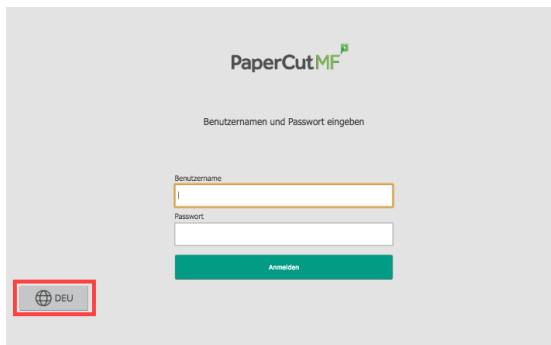 PaperCutMF
Benutzernamen und Passwort eingeben
Benutzername
Passwort
Anmelden
DEU